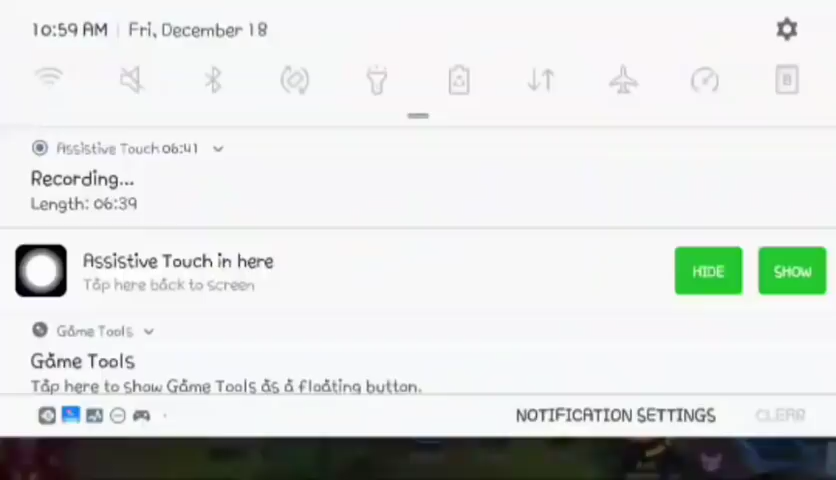 10:59 AM | Fri, December 18
Assistive Touch 06:41
Recording...
Length: 06:39
Assistive Touch in here
Tap here back to screen
HIDE
SHOW
Game Tools
Game Tools
Tap here to show Game Tools as a floating button.
NOTIFICATION SETTINGS
CLEAR